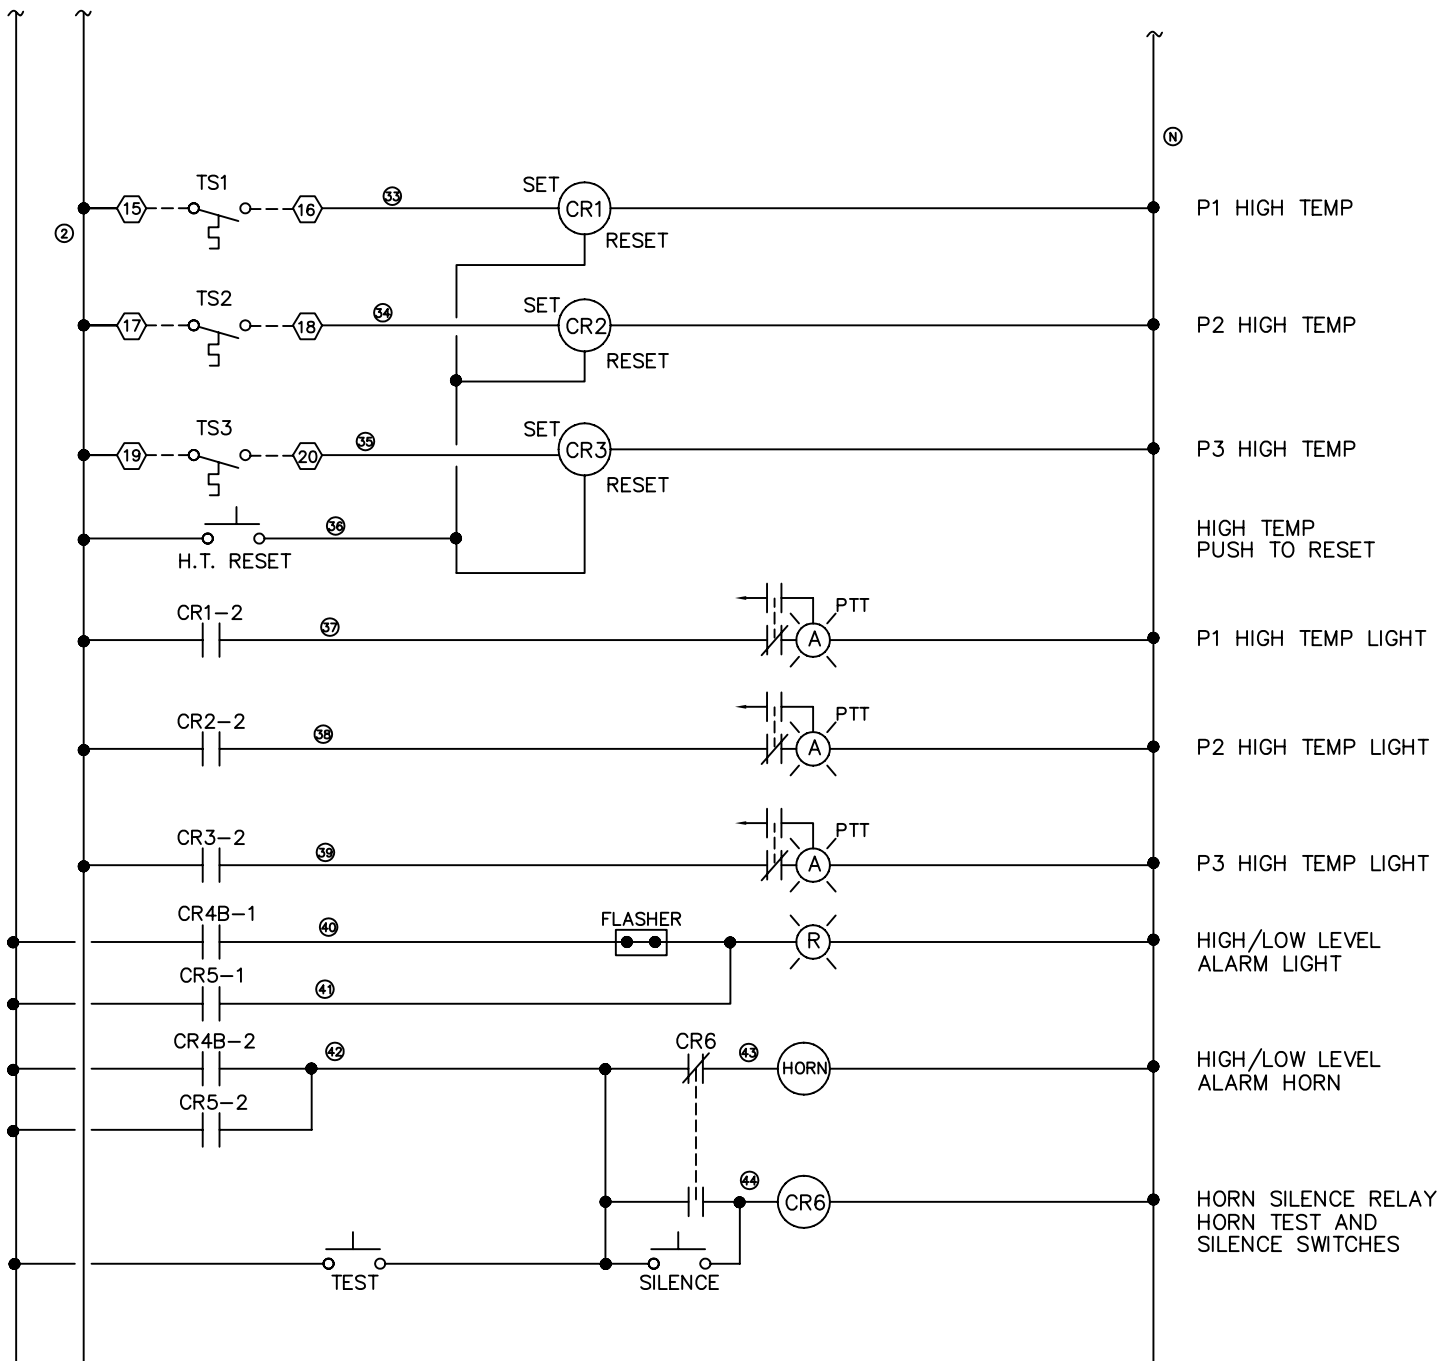 N
TS1
SET
15
16
33
CR1
P1 HIGH TEMP
2
RESET
TS2
SET
17
18
34
CR2
P2 HIGH TEMP
RESET
TS3
SET
19
20
35
CR3
P3 HIGH TEMP
RESET
36
HIGH TEMP
PUSH TO RESET
H.T. RESET
CR1-2
37
PTT
A
P1 HIGH TEMP LIGHT
CR2-2
38
PTT
A
P2 HIGH TEMP LIGHT
CR3-2
39
PTT
A
P3 HIGH TEMP LIGHT
CR4B-1
40
FLASHER
R
HIGH/LOW LEVEL
ALARM LIGHT
CR5-1
41
CR4B-2
42
CR6
43
HORN
HIGH/LOW LEVEL
ALARM HORN
CR5-2
44
CR6
HORN SILENCE RELAY
HORN TEST AND
SILENCE SWITCHES
TEST
SILENCE